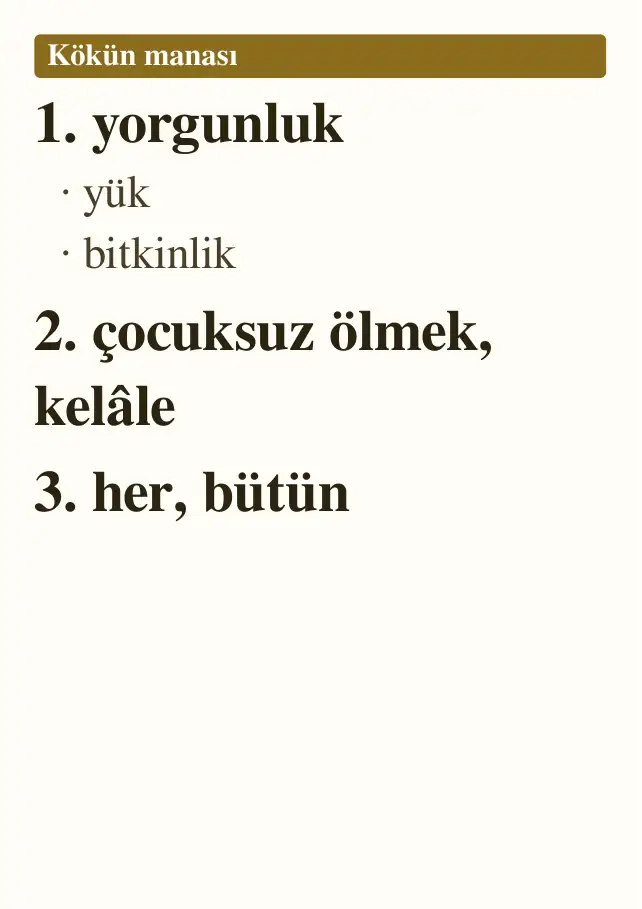 Kökün manası
1. yorgunluk
· yük
· bitkinlik
2. çocuksuz ölmek,
kelâle
3. her, bütün